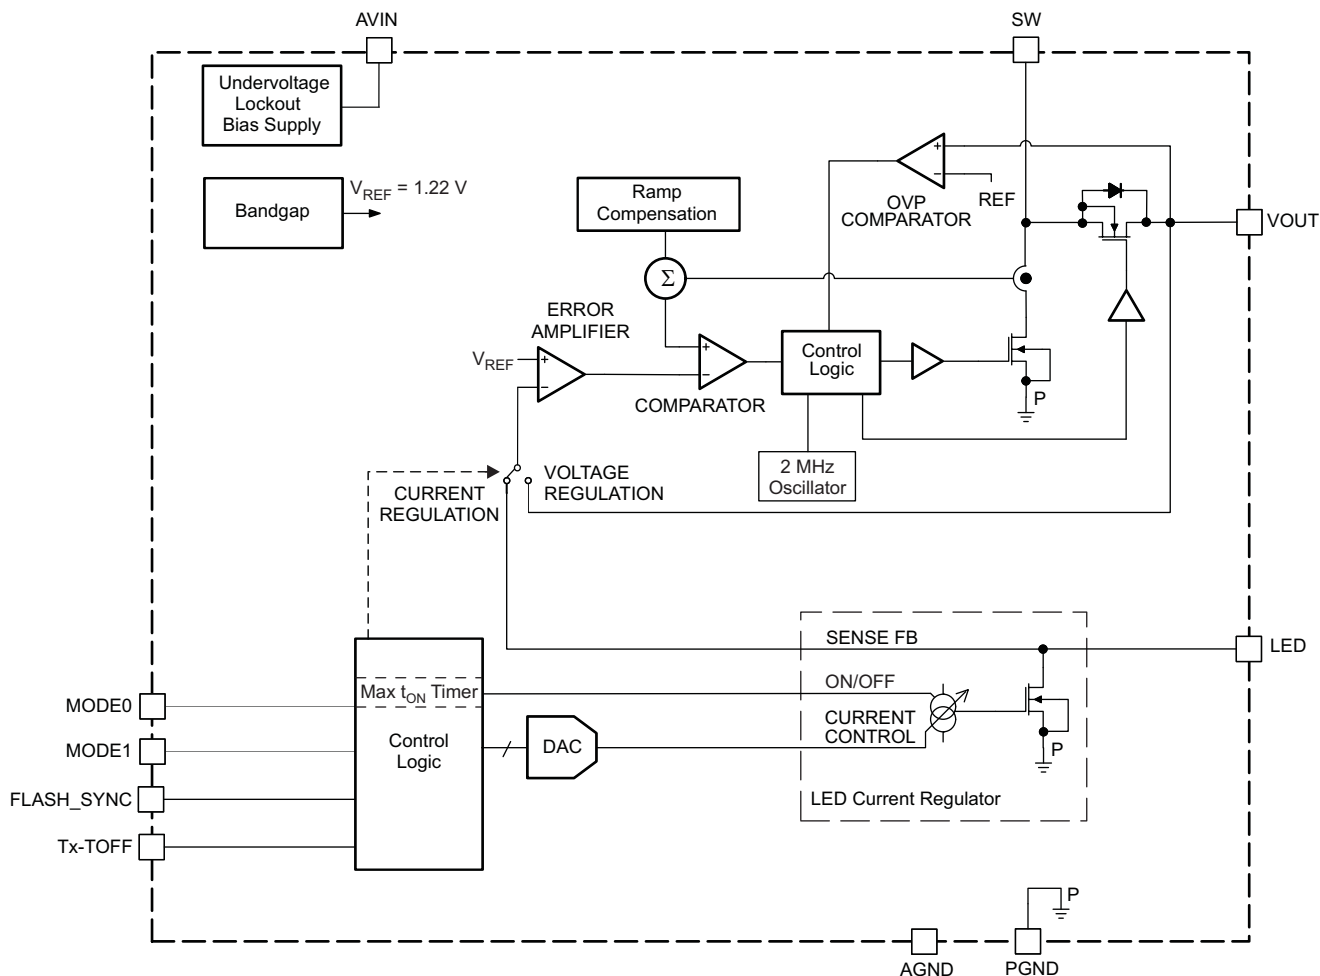 AVIN
SW
Undervoltage
Lockout
Bias Supply
Bandgap
VREF = 1.22 V
Ramp
Compensation
+
−
REF
OVP
COMPARATOR
VOUT
Σ
ERROR
AMPLIFIER
VREF
+
−
+
−
COMPARATOR
Control
Logic
P
2 MHz
Oscillator
VOLTAGE
REGULATION
CURRENT
REGULATION
SENSE FB
LED
ON/OFF
CURRENT
CONTROL
P
LED Current Regulator
Max tON Timer
Control
Logic
DAC
MODE0
MODE1
FLASH_SYNC
Tx-TOFF
P
AGND
PGND